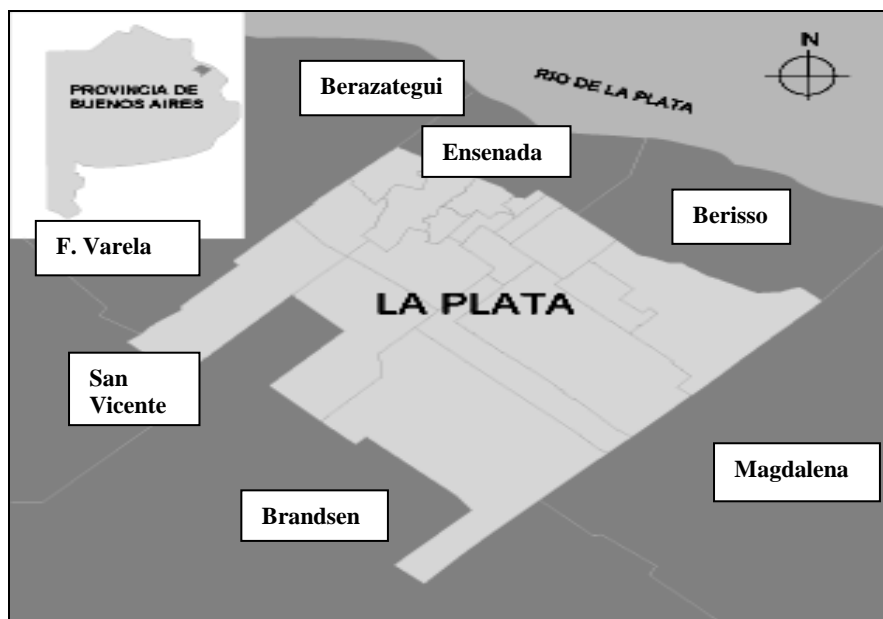 PROVINCIA DE
BUENOS AIRES
Berazategui
RIO DE LA PLATA
N
Ensenada
Berisso
F. Varela
LA PLATA
San
Vicente
Magdalena
Brandsen